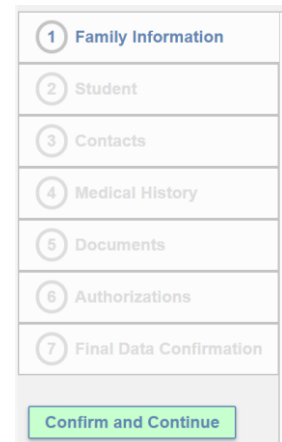 1 Family Information
2 Student
3 Contacts
4 Medical History
5 Documents
6 Authorizations
7 Final Data Confirmation
Confirm and Continue